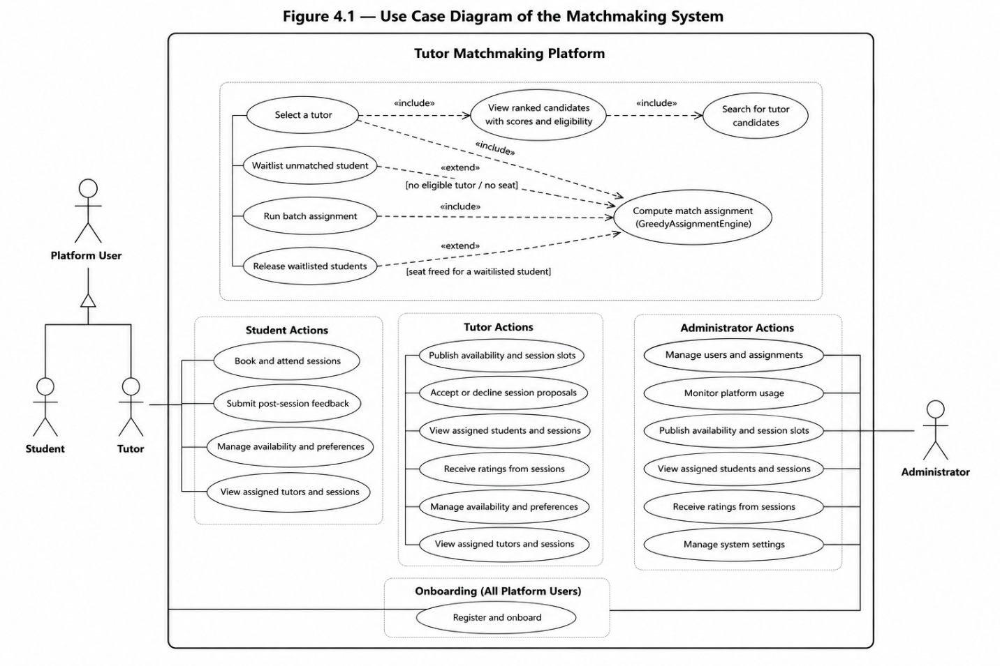 Figure 4.1 — Use Case Diagram of the Matchmaking System
Tutor Matchmaking Platform
Select a tutor
«include»
View ranked candidates
with scores and eligibility
«include»
Search for tutor
candidates
«include»
Waitlist unmatched student
«extend»
[no eligible tutor / no seat]
Run batch assignment
«include»
Compute match assignment
(GreedyAssignmentEngine)
Release waitlisted students
«extend»
[seat freed for a waitilisted student]
Platform User
Student
Tutor
Student Actions
Book and attend sessions
Submit post-session feedback
Manage availability and preferences
View assigned tutors and sessions
Tutor Actions
Publish availability and session slots
Accept or decline session proposals
View assigned students and sessions
Receive ratings from sessions
Manage availability and preferences
View assigned tutors and sessions
Administrator Actions
Manage users and assignments
Monitor platform usage
Publish availability and session slots
View assigned students and sessions
Receive ratings from sessions
Manage system settings
Administrator
Onboarding (All Platform Users)
Register and onboard